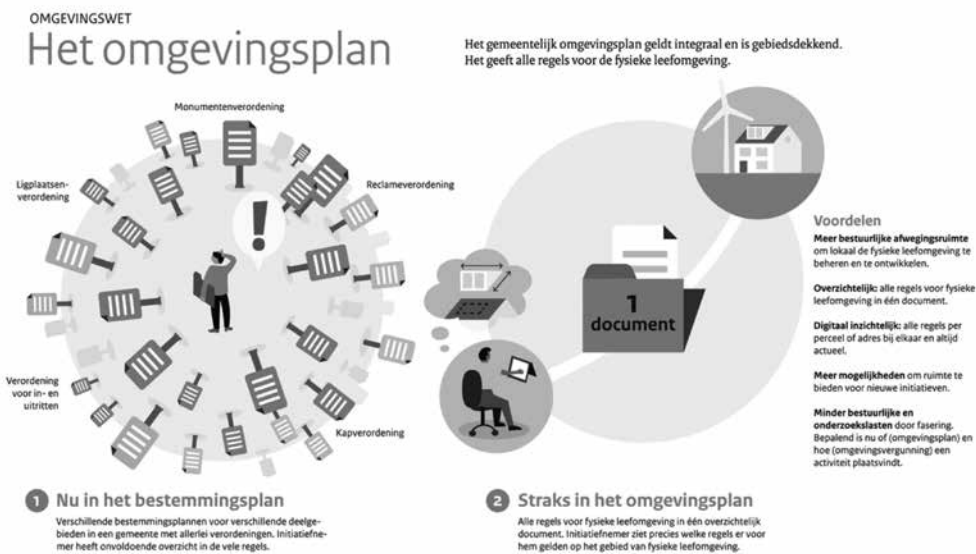 OMGEVINGSWET
Het omgevingsplan
Het gemeentelijk omgevingsplan geldt integraal en is gebiedsdekkend.
Het geeft alle regels voor de fysieke leefomgeving.
Monumentenverordening
Ligplaatsen-
verordening
Reclameverordening
Verordening
voor in- en
uitritten
Kapverordening
!
1
document
Voordelen
Meer bestuurlijke afwegingsruimte
om lokaal de fysieke leefomgeving te
beheren en te ontwikkelen.
Overzichtelijk: alle regels voor fysieke
leefomgeving in één document.
Digitaal inzichtelijk: alle regels per
perceel of adres bij elkaar en altijd
actueel.
Meer mogelijkheden om ruimte te
bieden voor nieuwe initiatieven.
Minder bestuurlijke en
onderzoekslasten door fasering.
Bepalend is nu of (omgevingsplan) en
hoe (omgevingsvergunning) een
activiteit plaatsvindt.
1 Nu in het bestemmingsplan
Verschillende bestemmingsplannen voor verschillende deelge-
bieden in een gemeente met allerlei verordeningen. Initiatiefne-
mer heeft onvoldoende overzicht in de vele regels.
2 Straks in het omgevingsplan
Alle regels voor fysieke leefomgeving in één overzichtelijk
document. Initiatiefnemer ziet precies welke regels er voor
hem gelden op het gebied van fysieke leefomgeving.